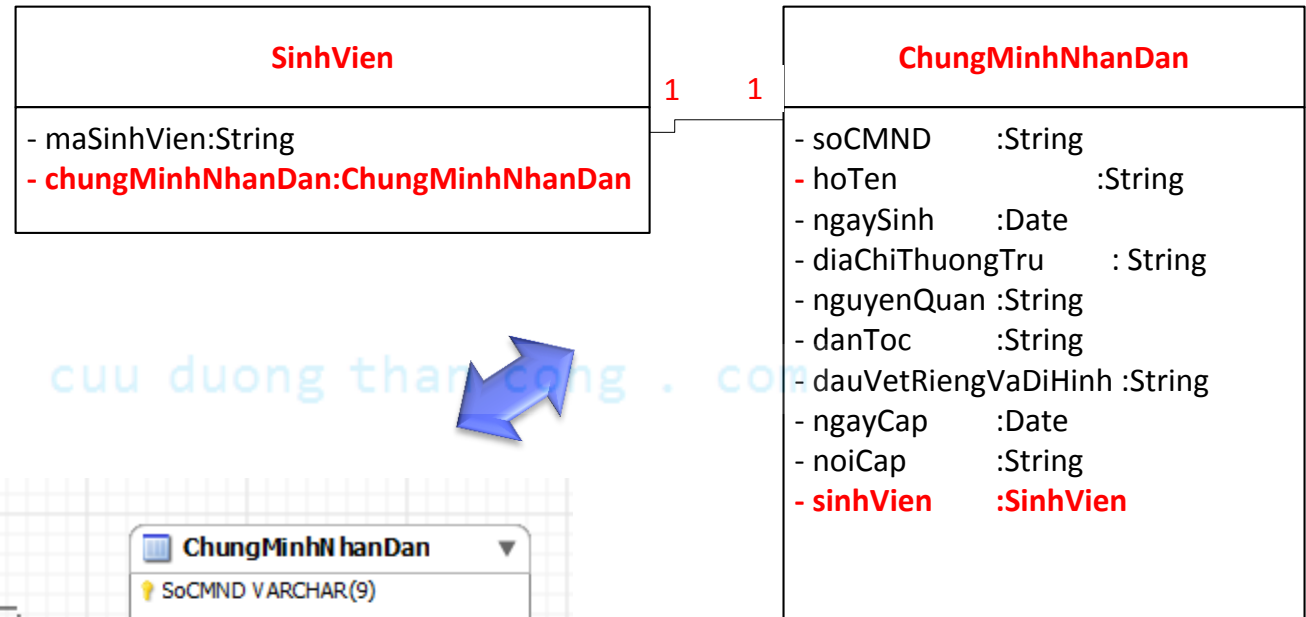 SinhVien
- maSinhVien:String
- chungMinhNhanDan:ChungMinhNhanDan
1 1
ChungMinhNhanDan
- soCMND :String
- hoTen :String
- ngaySinh :Date
- diaChiThuongTru : String
- nguyenQuan :String
- danToc :String
- dauVetRiengVaDiHinh :String
- ngayCap :Date
- noiCap :String
- sinhVien :SinhVien
cuu duong than cong . com
ChungMinhNhanDan
SoCMND VARCHAR(9)